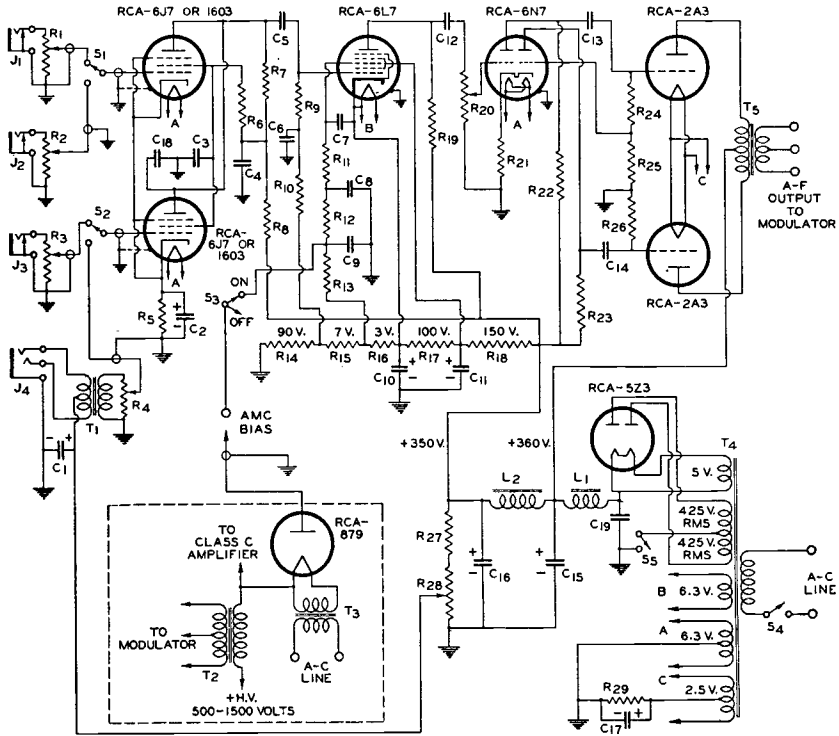 RCA-6J7 OR 1603
RCA-6L7
RCA-6N7
RCA-2A3
J1
R1
S1
C5
C12
C13
R7
R9
R19
R20
R24
T5
A
B
A
J2
R2
R6
C6
C7
C18
C3
C4
R11
R10
C8
R21
R22
R25
C
A-F
OUTPUT TO
MODULATOR
J3
R3
S2
RCA-
6J7 OR
1603
A
R8
R12
C9
R13
R26
C14
RCA-2A3
R5
C2
S3
ON
OFF
90 V.
7 V.
3 V.
100 V.
150 V.
R14
R15
R16
R17
R18
R23
C10
C11
J4
T1
R4
C1
AMC
BIAS
+350V.
+360V.
RCA-5Z3
T4
5 V.
L2
L1
425V.
RMS
425V.
RMS
C19
S5
R27
R28
C16
C15
B
6.3 V.
A
6.3 V.
C
2.5V.
A-C
LINE
S4
R29
C17
TO
CLASS C
AMPLIFIER
RCA-
879
T3
TO
MODULATOR
T2
A-C
LINE
+H.V.
500-1500 VOLTS